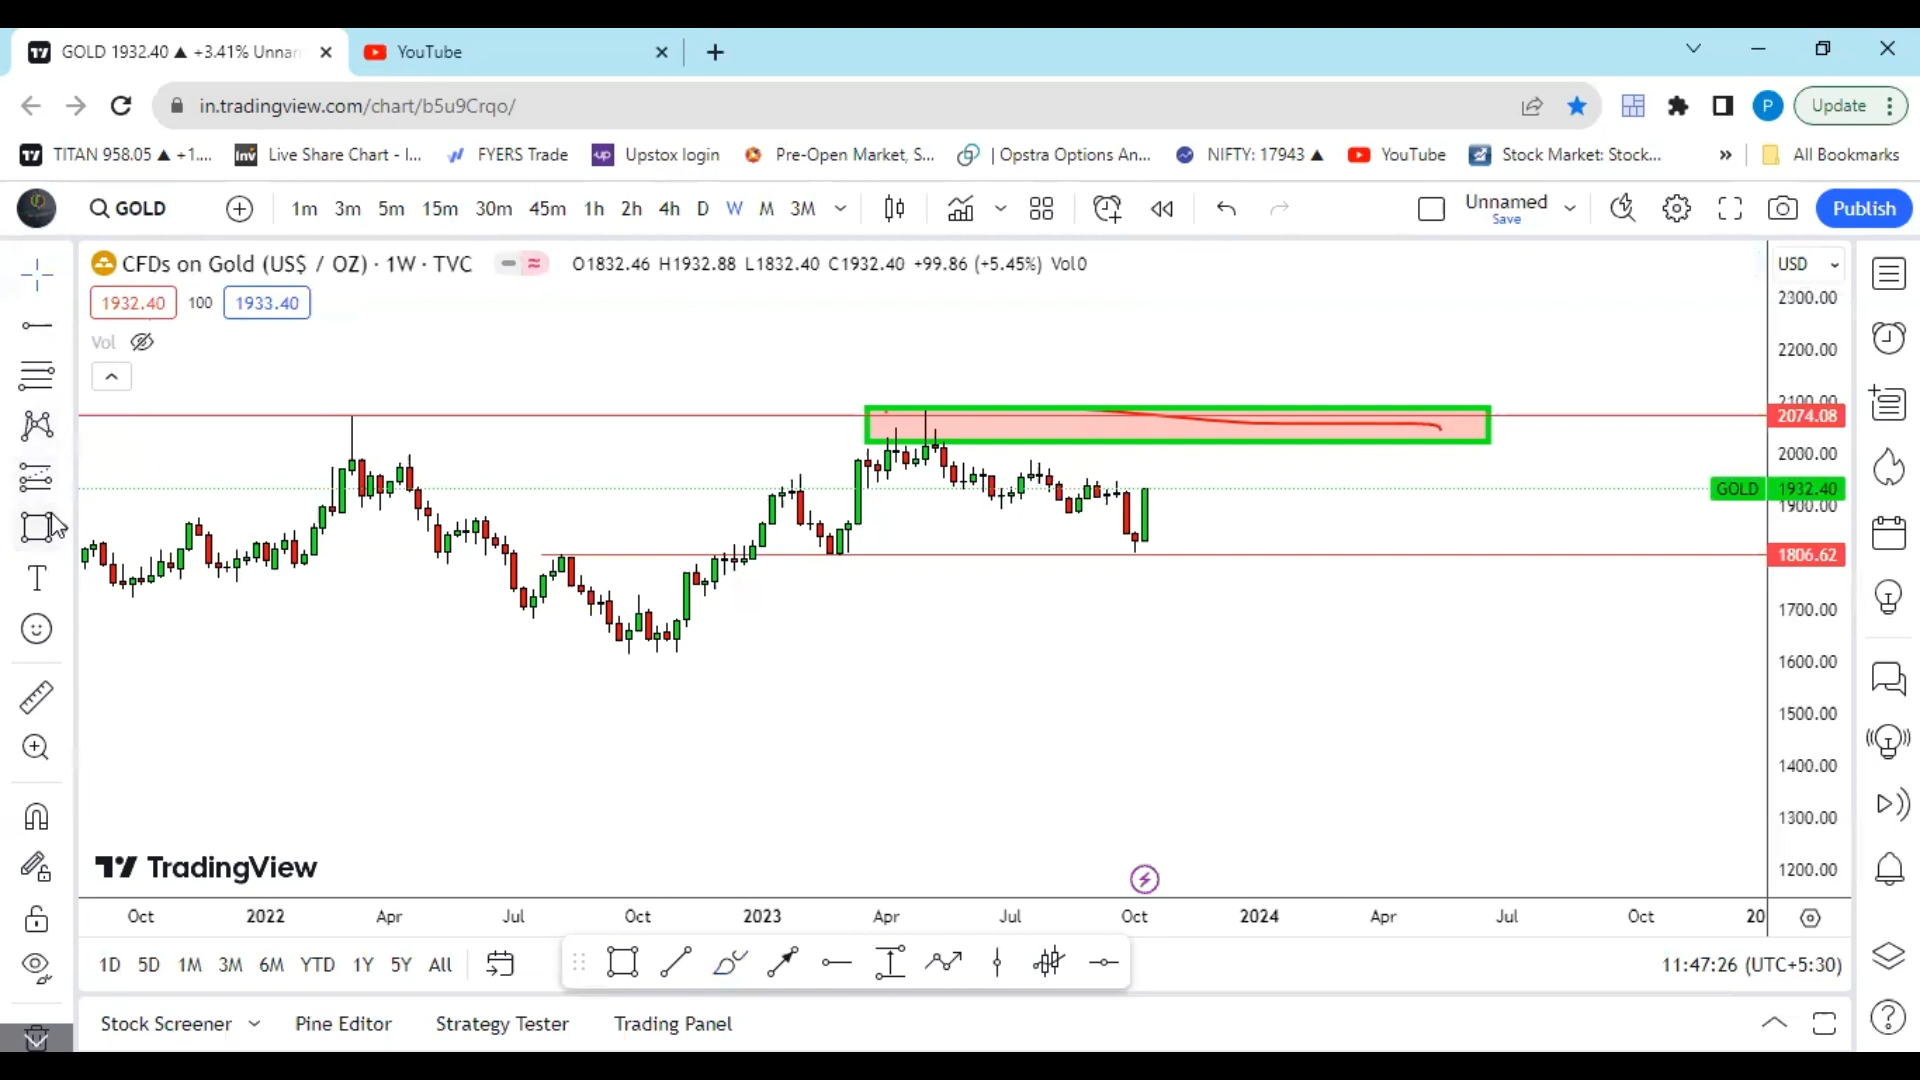 GOLD 1932.40 ▲ +3.41% Unnar
YouTube
in.tradingview.com/chart/b5u9Crqo/
Update
TITAN 958.05 ▲ +1....
Live Share Chart - I...
FYERS Trade
up
Upstox login
Pre-Open Market, S...
| Opstra Options An...
NIFTY: 17943 ▲
YouTube
Stock Market: Stock...
»
All Bookmarks
GOLD
1m 3m 5m 15m 30m 45m 1h 2h 4h D W M 3M
Unnamed
Save
Publish
CFDs on Gold (US$ / OZ) · 1W · TVC
O1832.46 H1932.88 L1832.40 C1932.40 +99.86 (+5.45%) Vol0
USD
1932.40 100 1933.40
Vol
2300.00
2200.00
2100.00
2074.08
2000.00
GOLD 1932.40
1900.00
1806.62
1700.00
1600.00
1500.00
1400.00
1300.00
1200.00
TradingView
Oct 2022 Apr Jul Oct 2023 Apr Jul Oct 2024 Apr Jul Oct 20
1D 5D 1M 3M 6M YTD 1Y 5Y All
11:47:26 (UTC+5:30)
Stock Screener
Pine Editor
Strategy Tester
Trading Panel